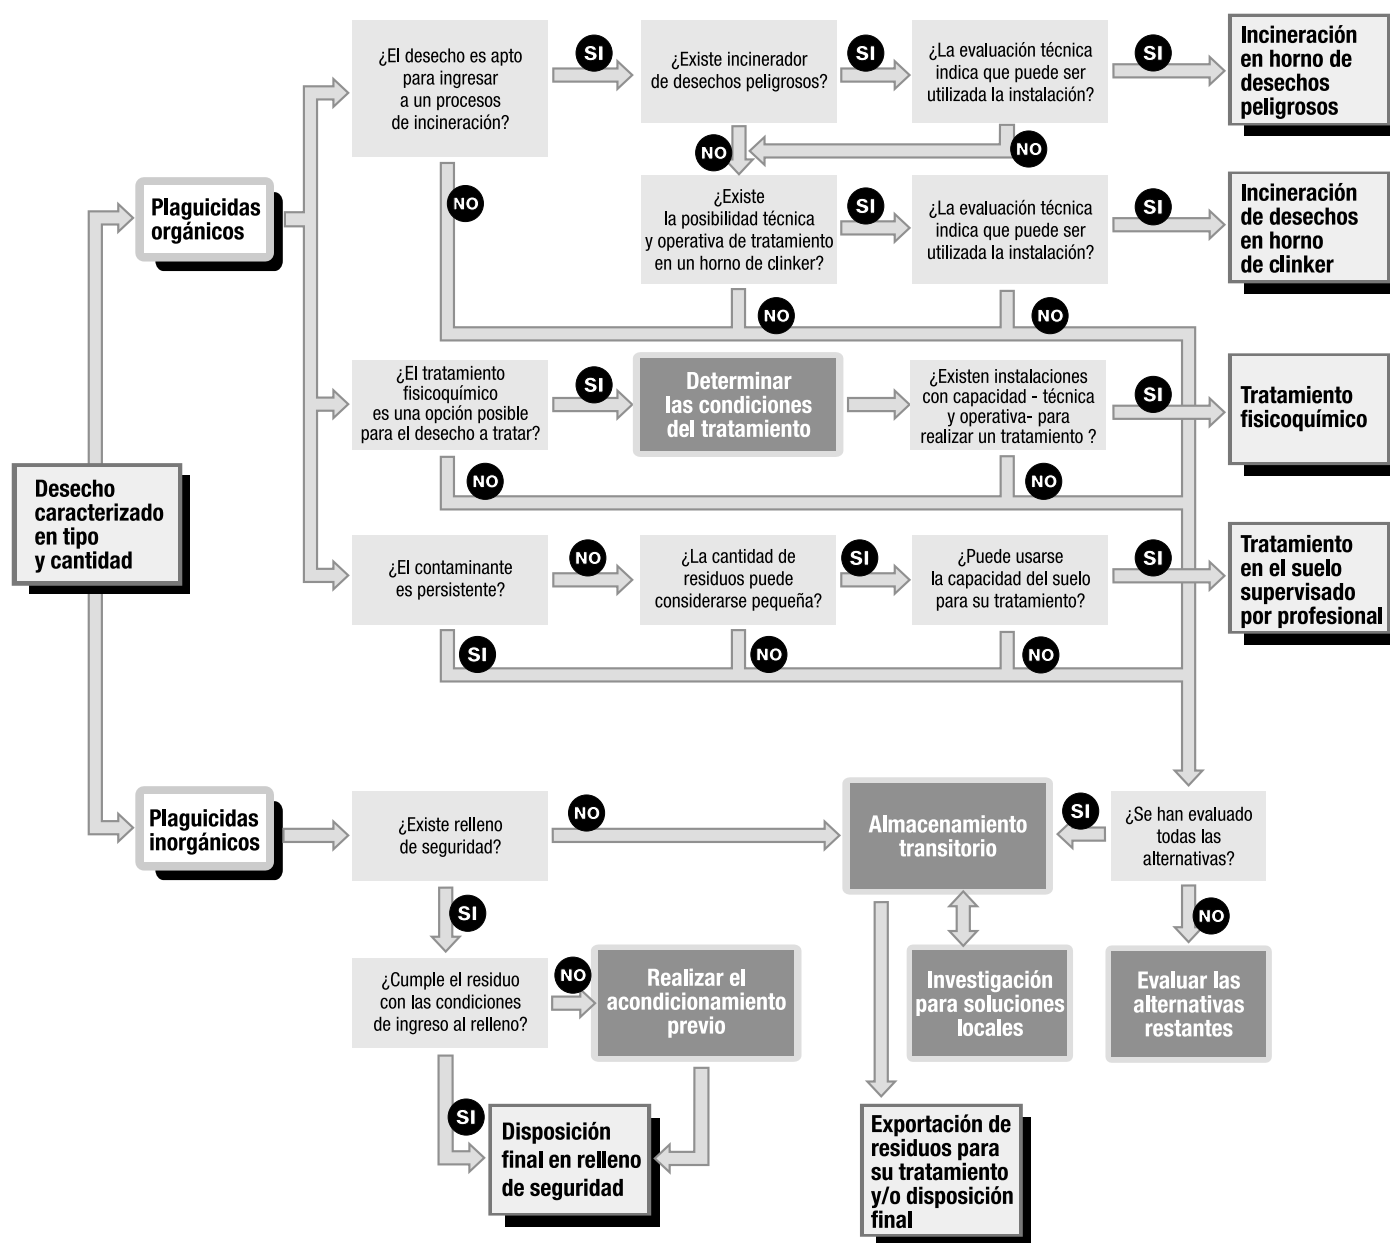 ¿El desecho es apto
para ingresar
a un procesos
de incineración?
SI
¿Existe incinerador
de desechos peligrosos?
SI
¿La evaluación técnica
indica que puede ser
utilizada la instalación?
SI
Incineración
en horno de
desechos
peligrosos
NO
NO
NO
Plaguicidas
orgánicos
¿Existe
la posibilidad técnica
y operativa de tratamiento
en un horno de clinker?
SI
¿La evaluación técnica
indica que puede ser
utilizada la instalación?
SI
Incineración
de desechos
en horno
de clinker
NO
NO
¿El tratamiento
fisicoquímico
es una opción posible
para el desecho a tratar?
SI
Determinar
las condiciones
del tratamiento
¿Existen instalaciones
con capacidad - técnica
y operativa- para
realizar un tratamiento ?
SI
Tratamiento
fisicoquímico
NO
NO
Desecho
caracterizado
en tipo
y cantidad
¿El contaminante
es persistente?
NO
¿La cantidad de
residuos puede
considerarse pequeña?
SI
¿Puede usarse
la capacidad del suelo
para su tratamiento?
SI
Tratamiento
en el suelo
supervisado
por profesional
SI
NO
NO
Plaguicidas
inorgánicos
¿Existe relleno
de seguridad?
NO
Almacenamiento
transitorio
SI
¿Se han evaluado
todas las
alternativas?
SI
NO
¿Cumple el residuo
con las condiciones
de ingreso al relleno?
NO
Realizar el
acondicionamiento
previo
Investigación
para soluciones
locales
Evaluar las
alternativas
restantes
SI
Disposición
final en relleno
de seguridad
Exportación de
residuos para
su tratamiento
y/o disposición
final